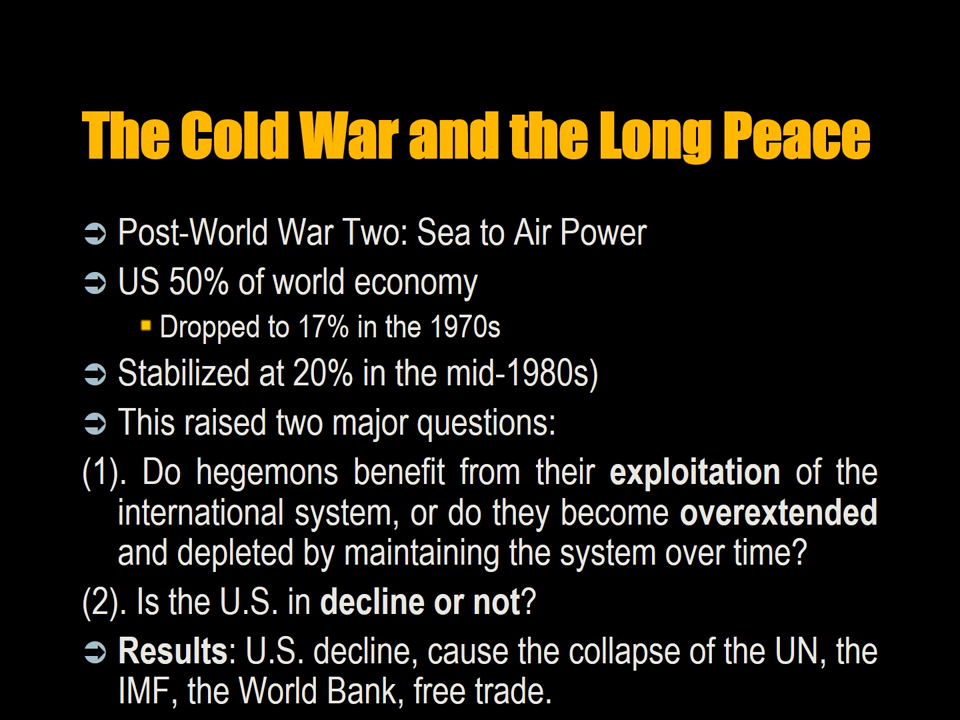 The Cold War and the Long Peace
Post-World War Two: Sea to Air Power
US 50% of world economy
Dropped to 17% in the 1970s
Stabilized at 20% in the mid-1980s)
This raised two major questions:
(1). Do hegemons benefit from their exploitation of the
international system, or do they become overextended
and depleted by maintaining the system over time?
(2). Is the U.S. in decline or not?
Results: U.S. decline, cause the collapse of the UN, the
IMF, the World Bank, free trade.